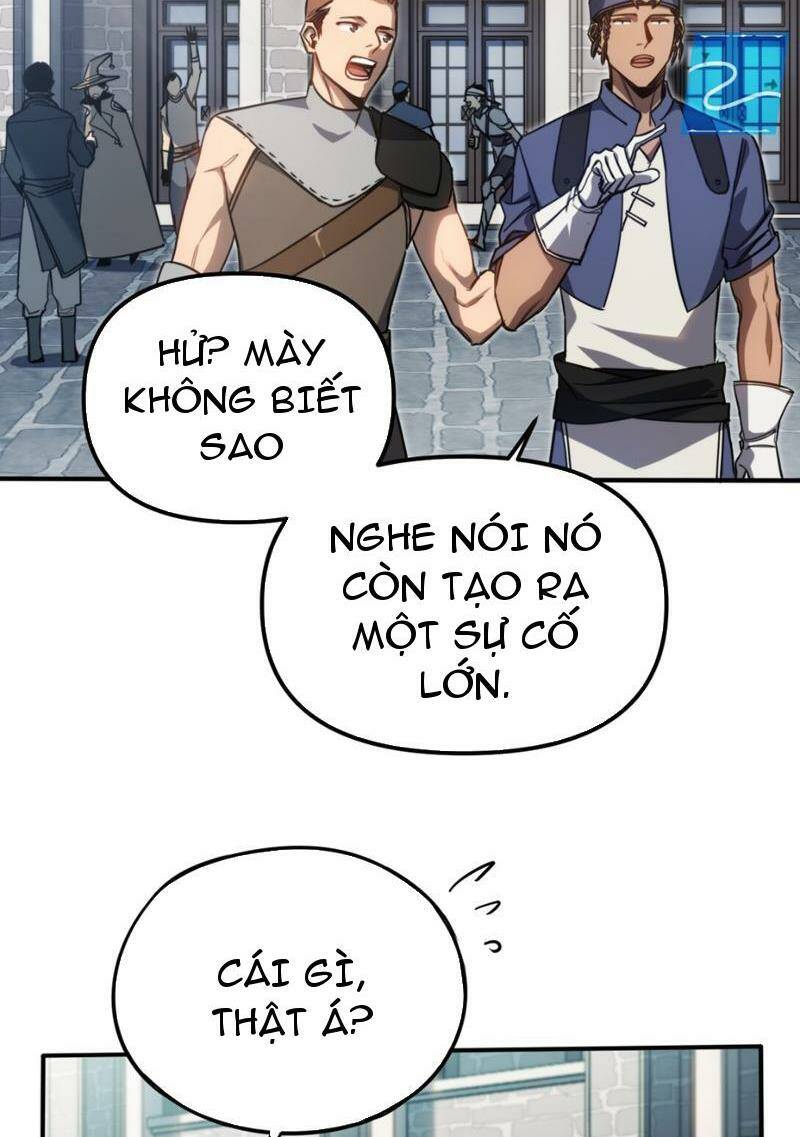 HỬ? MÀY
KHÔNG BIẾT
SAO
NGHE NÓI NÓ
CÒN TẠO RA
MỘT SỰ CỐ
LỚN.
CÁI GÌ,
THẬT Á?